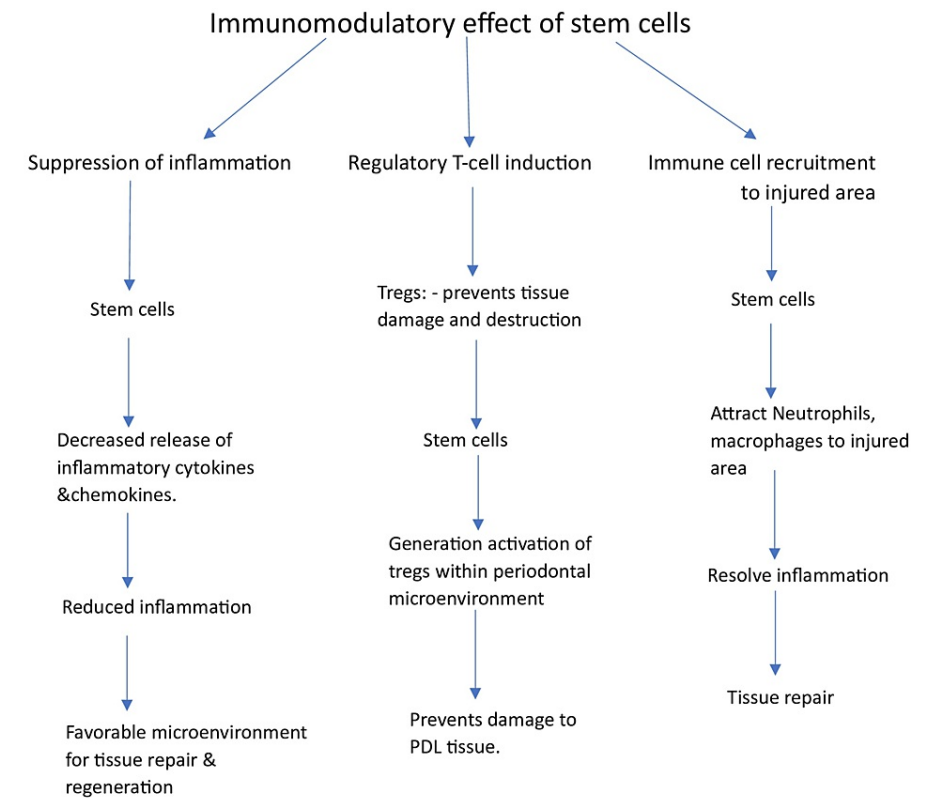 Immunomodulatory effect of stem cells
Suppression of inflammation
Stem cells
Decreased release of
inflammatory cytokines
&chemokines.
Reduced inflammation
Favorable microenvironment
for tissue repair &
regeneration
Regulatory T-cell induction
Tregs: - prevents tissue
damage and destruction
Stem cells
Generation activation of
tregs within periodontal
microenvironment
Prevents damage to
PDL tissue.
Immune cell recruitment
to injured area
Stem cells
Attract Neutrophils,
macrophages to injured
area
Resolve inflammation
Tissue repair